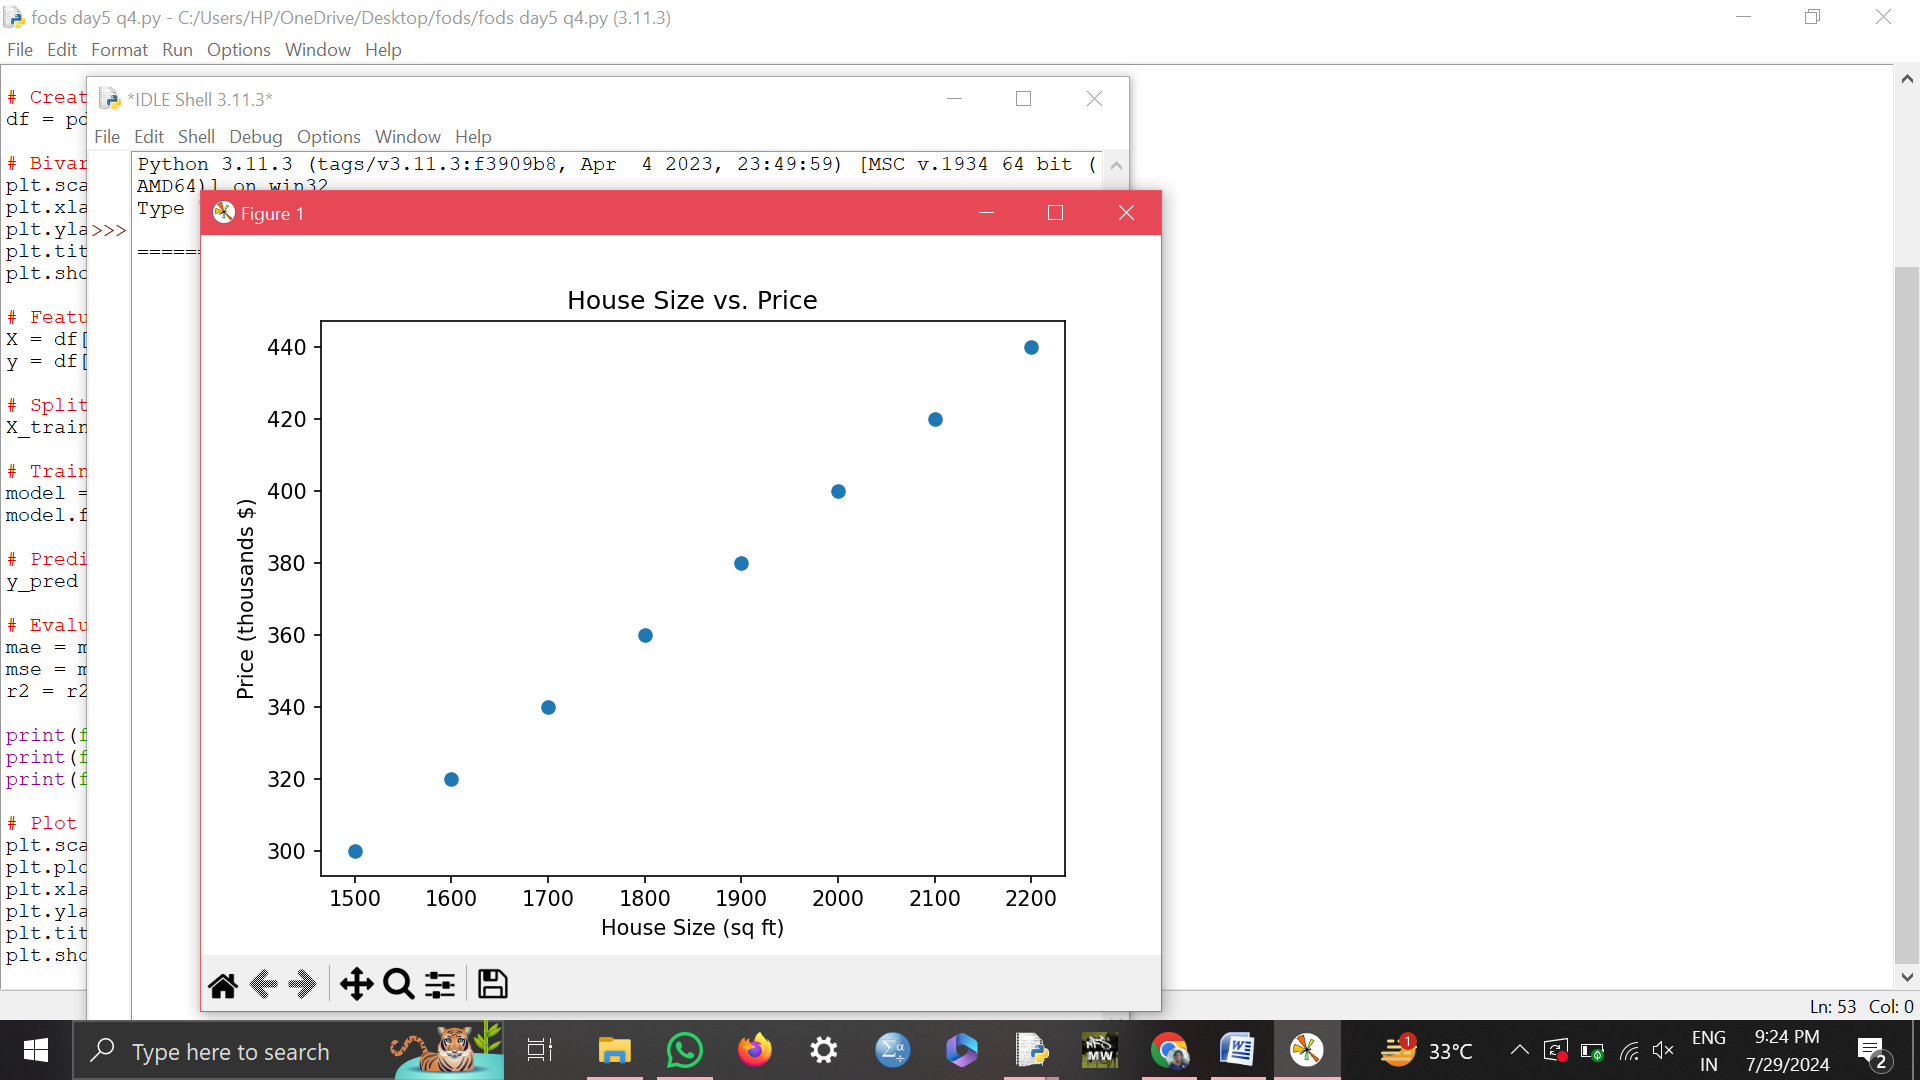 fods day5 q4.py - C:/Users/HP/OneDrive/Desktop/fods/fods day5 q4.py (3.11.3)
File Edit Format Run Options Window Help
# Creat
df = pd
# Bivar
plt.sca
plt.xla
plt.yla
plt.tit
plt.sho
# Featu
X = df[
y = df[
# Split
X_train
# Train
model =
model.f
# Predi
y_pred
# Evalu
mae = m
mse = m
r2 = r2
print(f
print(f
print(f
# Plot
plt.sca
plt.plo
plt.xla
plt.yla
plt.tit
plt.sho
*IDLE Shell 3.11.3*
File Edit Shell Debug Options Window Help
Python 3.11.3 (tags/v3.11.3:f3909b8, Apr  4 2023, 23:49:59) [MSC v.1934 64 bit (
AMD64)] on win32
Type
>>>
======
Figure 1
House Size vs. Price
440
420
400
380
360
340
320
300
Price (thousands $)
1500 1600 1700 1800 1900 2000 2100 2200
House Size (sq ft)
Ln: 53 Col: 0
Type here to search
Σα
MW
1
33°C
ENG
IN
9:24 PM
7/29/2024
2